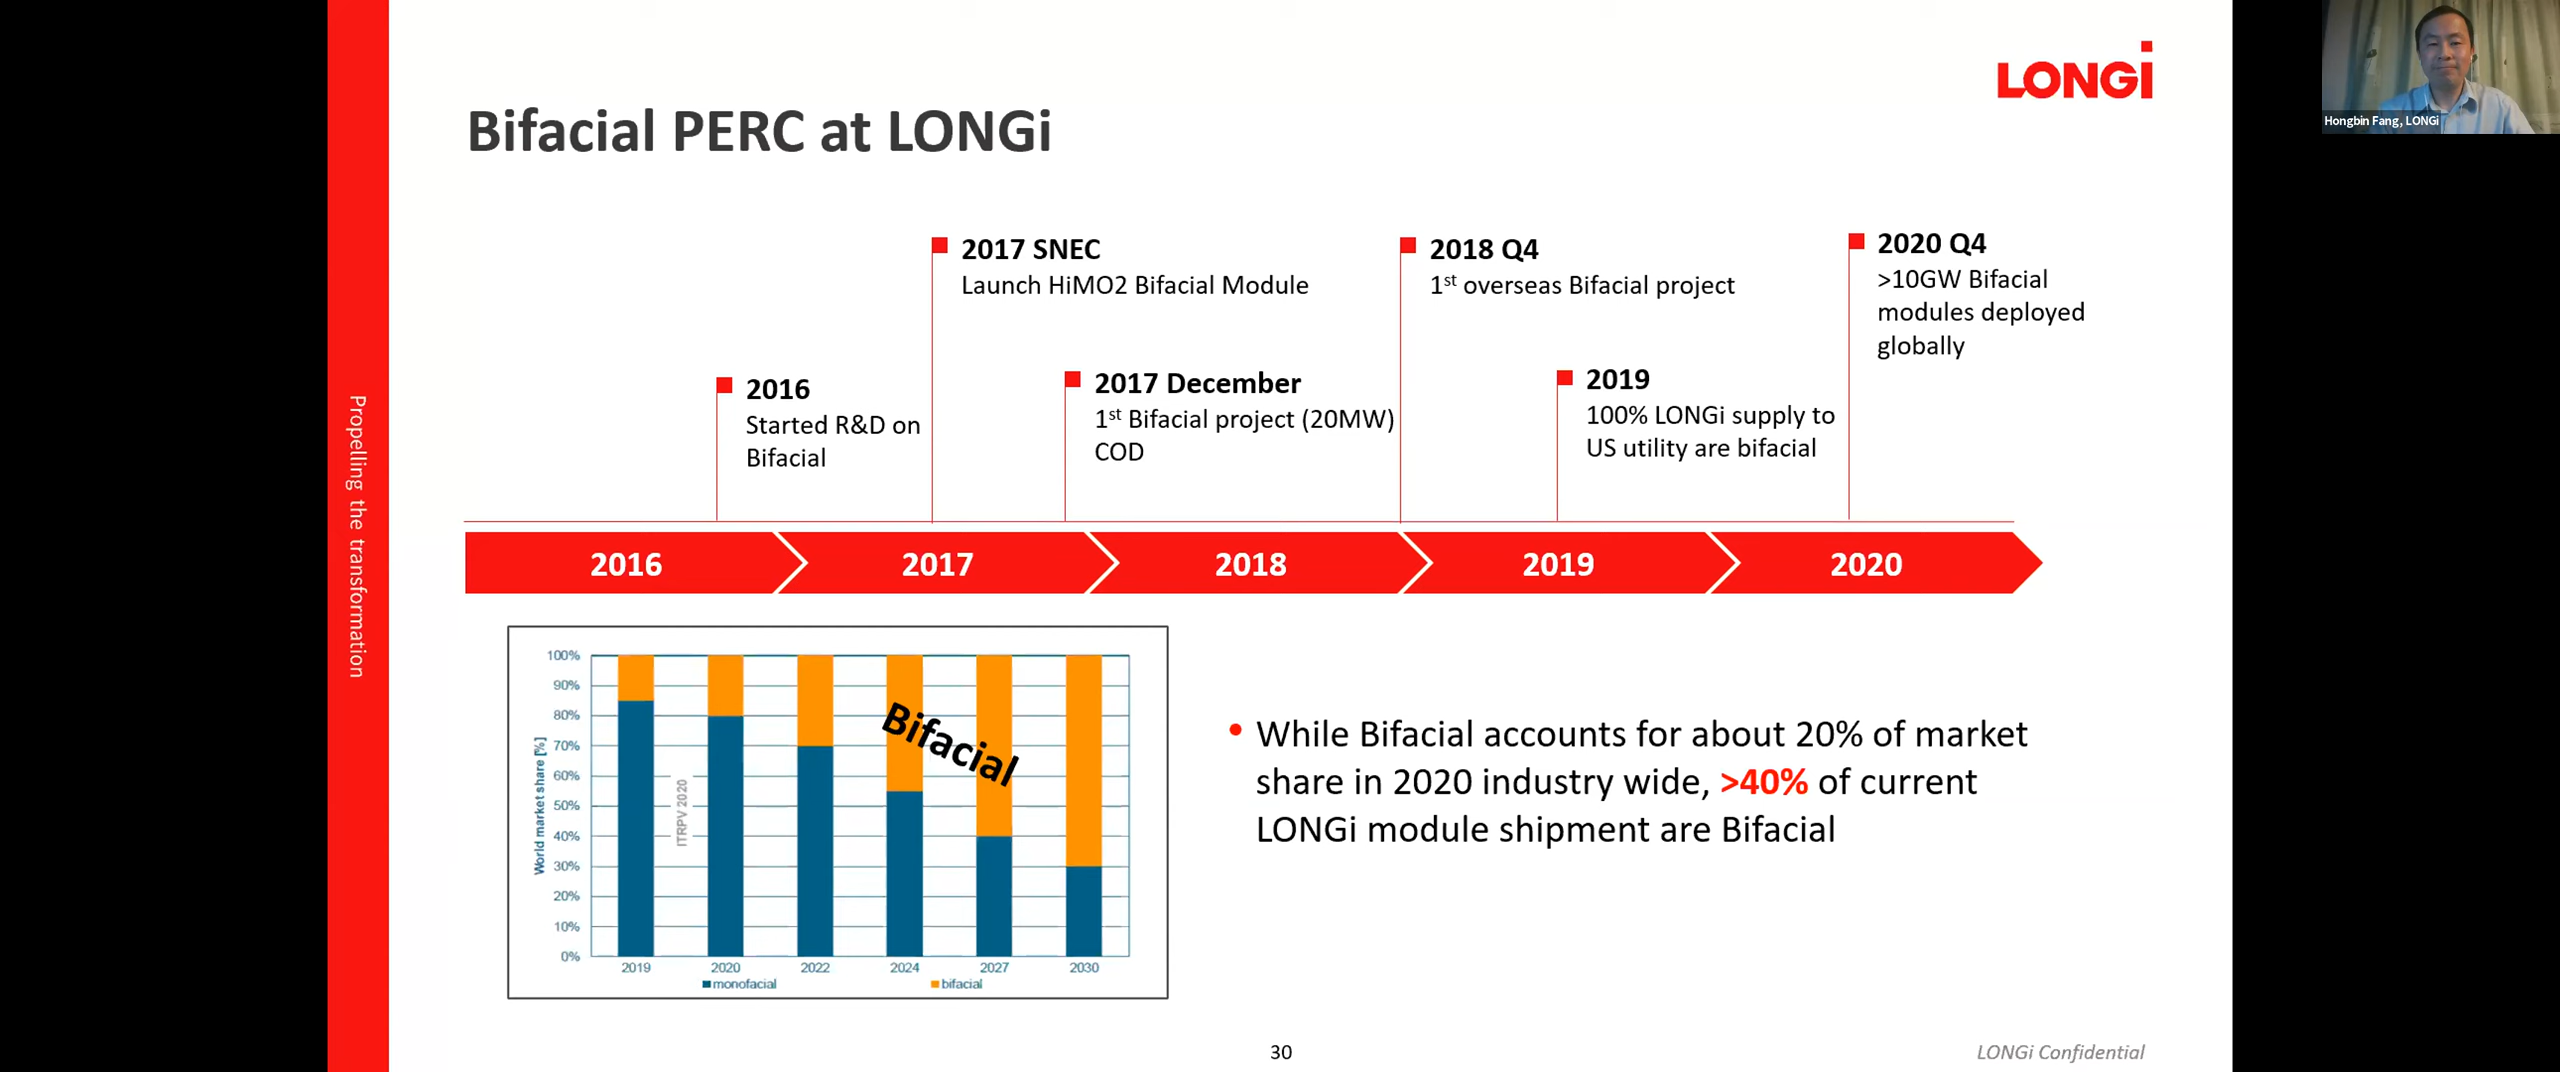 LONGi
Hongbin Fang, LONGi
Bifacial PERC at LONGi
Propelling the transformation
2017 SNEC
Launch HiMO2 Bifacial Module
2018 Q4
1st overseas Bifacial project
2020 Q4
>10GW Bifacial
modules deployed
globally
2016
Started R&D on
Bifacial
2017 December
1st Bifacial project (20MW)
COD
2019
100% LONGi supply to
US utility are bifacial
2016
2017
2018
2019
2020
World market share [%]
100%
90%
80%
70%
60%
50%
40%
30%
20%
10%
0%
ITRPV 2020
Bifacial
2019
2020
2022
2024
2027
2030
monofacial
bifacial
• While Bifacial accounts for about 20% of market
share in 2020 industry wide, >40% of current
LONGi module shipment are Bifacial
30
LONGi Confidential